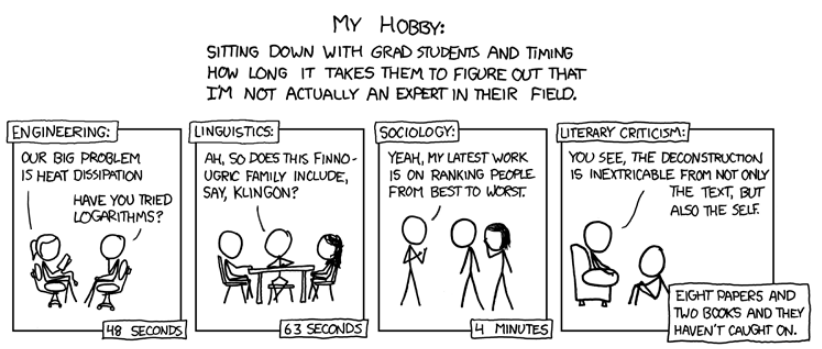 MY HOBBY:
SITTING DOWN WITH GRAD STUDENTS AND TIMING
HOW LONG IT TAKES THEM TO FIGURE OUT THAT
I'M NOT ACTUALLY AN EXPERT IN THEIR FIELD.
ENGINEERING:
OUR BIG PROBLEM
IS HEAT DISSIPATION
HAVE YOU TRIED
LOGARITHMS?
48 SECONDS
LINGUISTICS:
AH, SO DOES THIS FINNO-
UGRIC FAMILY INCLUDE,
SAY, KLINGON?
63 SECONDS
SOCIOLOGY:
YEAH, MY LATEST WORK
IS ON RANKING PEOPLE
FROM BEST TO WORST.
4 MINUTES
LITERARY CRITICISM:
YOU SEE, THE DECONSTRUCTION
IS INEXTRICABLE FROM NOT ONLY
THE TEXT, BUT
ALSO THE SELF.
EIGHT PAPERS AND
TWO BOOKS AND THEY
HAVEN'T CAUGHT ON.